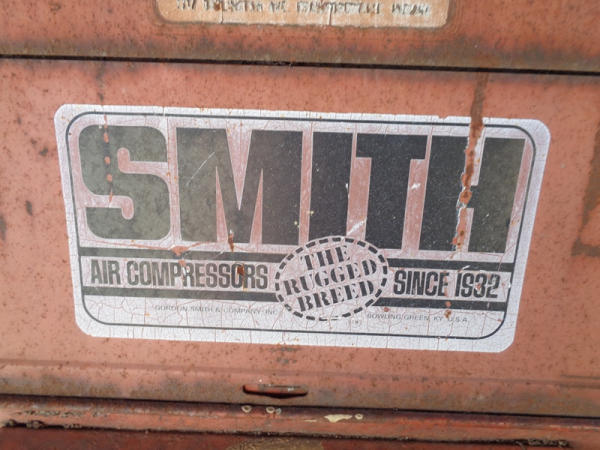 SMITH
AIR COMPRESSORS
THE
RUGGED
BREED
SINCE 1932
GORDON SMITH & COMPANY, INC.
BOWLING GREEN, KY. U.S.A.